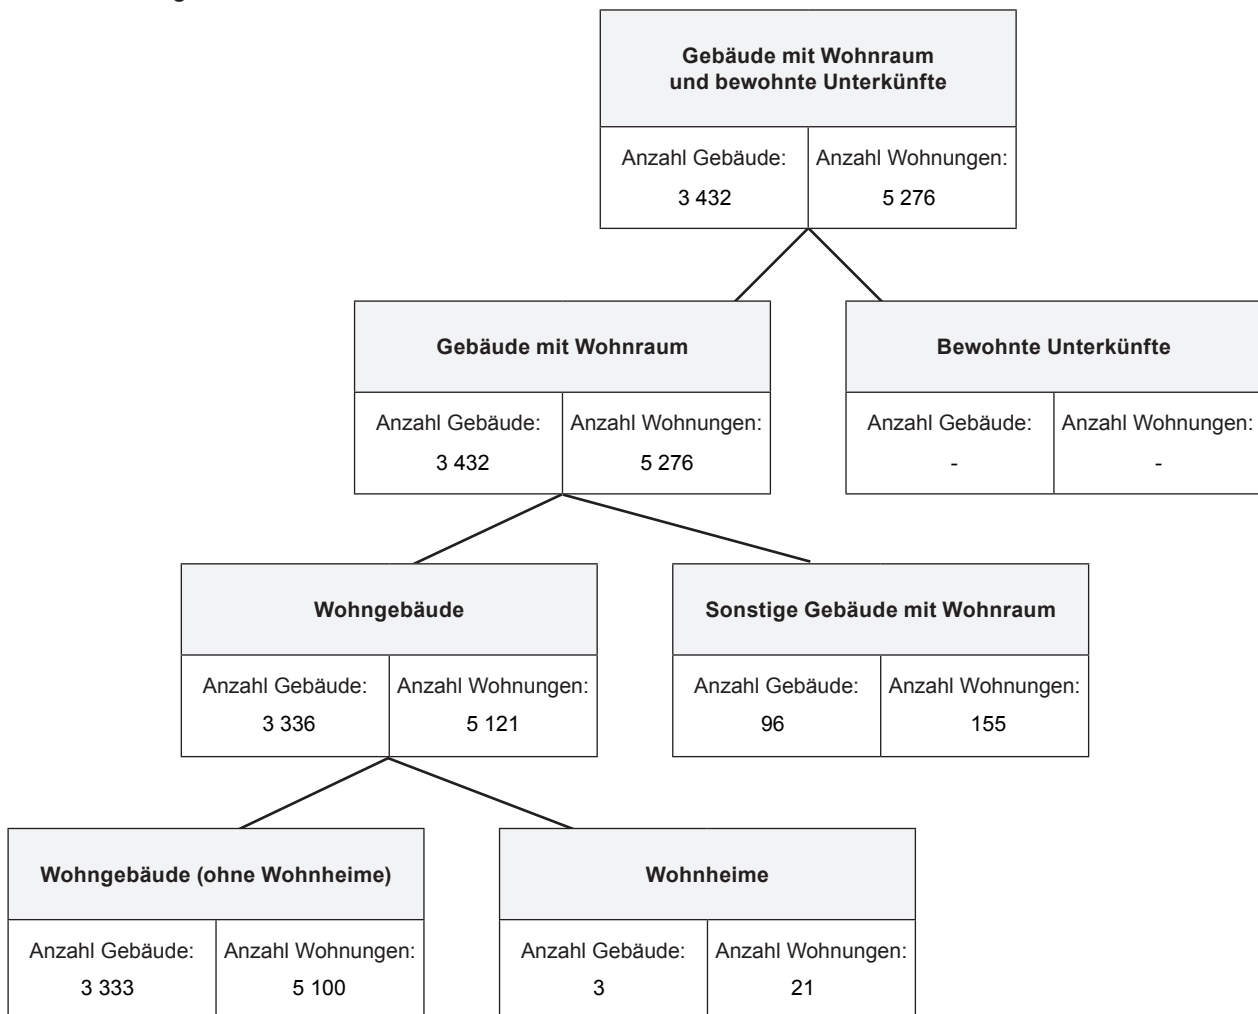 Gebäude mit Wohnraum
und bewohnte Unterkünfte
Anzahl Gebäude: Anzahl Wohnungen:
3 432 5 276
Gebäude mit Wohnraum Bewohnte Unterkünfte
Anzahl Gebäude: Anzahl Wohnungen: Anzahl Gebäude: Anzahl Wohnungen:
3 432 5 276 - -
Wohngebäude Sonstige Gebäude mit Wohnraum
Anzahl Gebäude: Anzahl Wohnungen: Anzahl Gebäude: Anzahl Wohnungen:
3 336 5 121 96 155
Wohngebäude (ohne Wohnheime) Wohnheime
Anzahl Gebäude: Anzahl Wohnungen: Anzahl Gebäude: Anzahl Wohnungen:
3 333 5 100 3 21